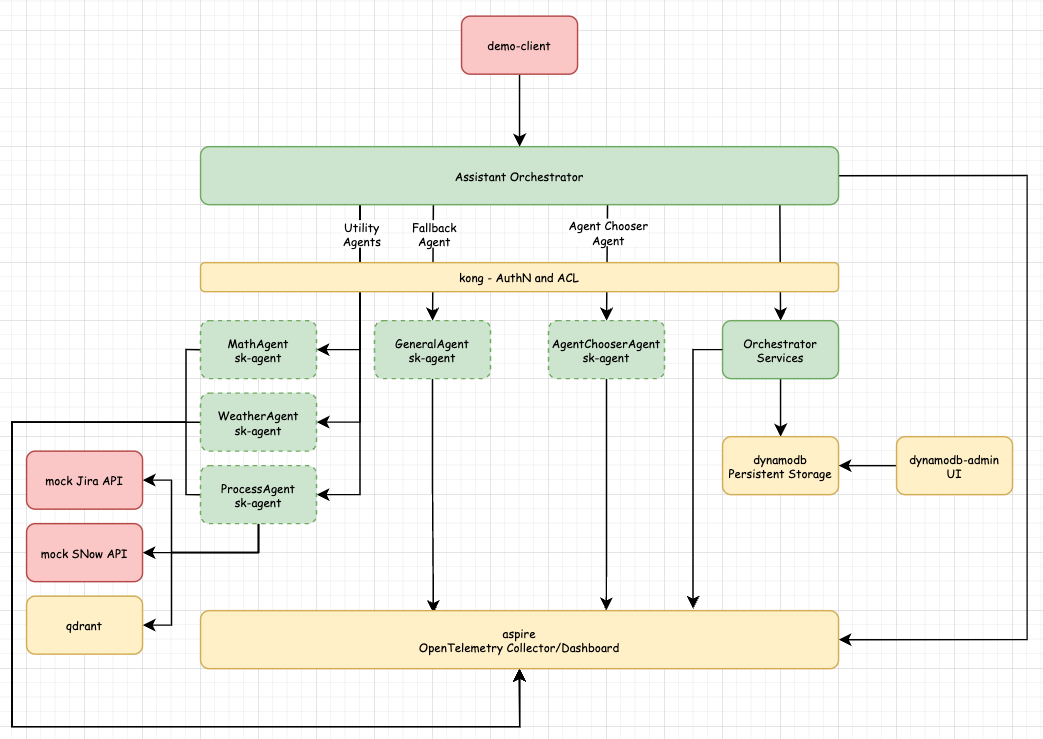 demo-client
Assistant Orchestrator
Utility
Agents
Fallback
Agent
Agent Chooser
Agent
kong - AuthN and ACL
MathAgent
sk-agent
GeneralAgent
sk-agent
AgentChooserAgent
sk-agent
Orchestrator
Services
WeatherAgent
sk-agent
mock Jira API
ProcessAgent
sk-agent
dynamodb
Persistent Storage
dynamodb-admin
UI
mock SNow API
qdrant
aspire
OpenTelemetry Collector/Dashboard